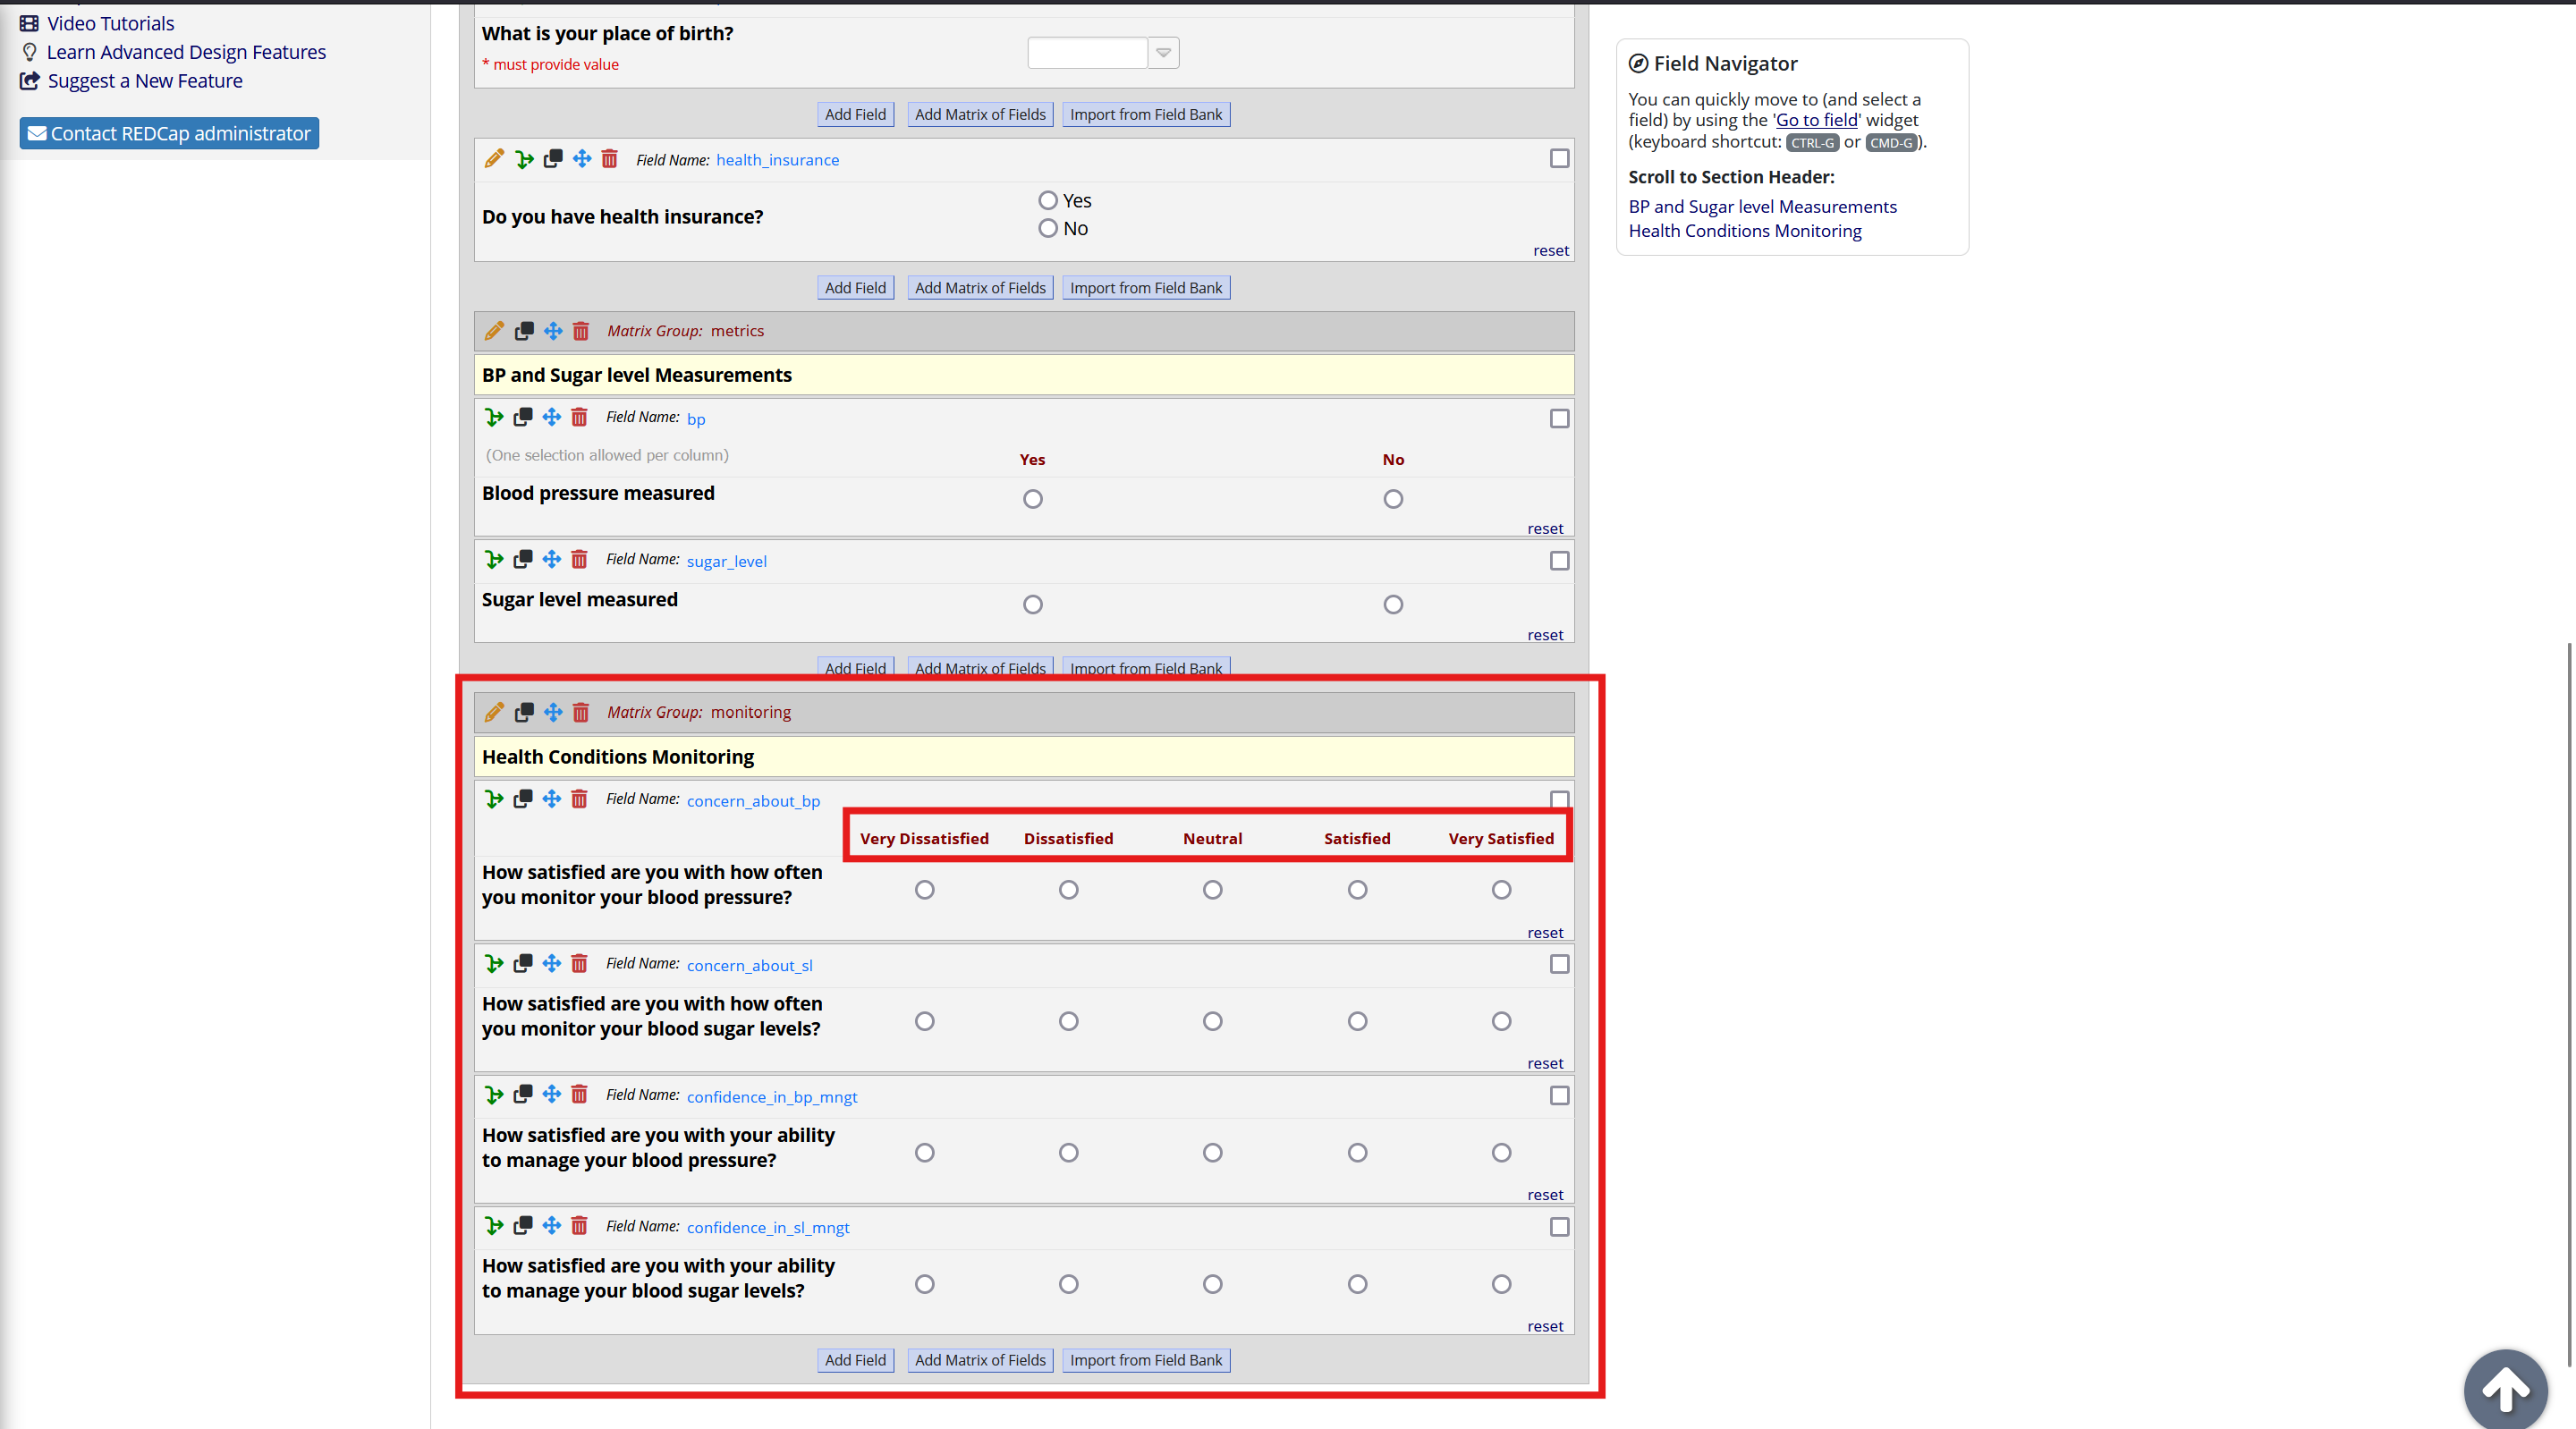 Video Tutorials
Learn Advanced Design Features
Suggest a New Feature
Contact REDCap administrator
What is your place of birth?
* must provide value
Add Field Add Matrix of Fields Import from Field Bank
Field Name: health_insurance
Do you have health insurance?
Yes
No
reset
Add Field Add Matrix of Fields Import from Field Bank
Matrix Group: metrics
BP and Sugar level Measurements
Field Name: bp
(One selection allowed per column) Yes No
Blood pressure measured
reset
Field Name: sugar_level
Sugar level measured
reset
Add Field Add Matrix of Fields Import from Field Bank
Matrix Group: monitoring
Health Conditions Monitoring
Field Name: concern_about_bp
Very Dissatisfied Dissatisfied Neutral Satisfied Very Satisfied
How satisfied are you with how often
you monitor your blood pressure?
reset
Field Name: concern_about_sl
How satisfied are you with how often
you monitor your blood sugar levels?
reset
Field Name: confidence_in_bp_mngt
How satisfied are you with your ability
to manage your blood pressure?
reset
Field Name: confidence_in_sl_mngt
How satisfied are you with your ability
to manage your blood sugar levels?
reset
Add Field Add Matrix of Fields Import from Field Bank
Field Navigator
You can quickly move to (and select a
field) by using the 'Go to field' widget
(keyboard shortcut: CTRL-G or CMD-G).
Scroll to Section Header:
BP and Sugar level Measurements
Health Conditions Monitoring